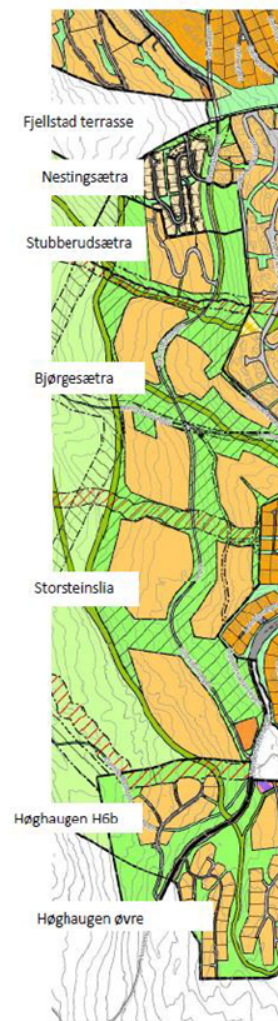 Fjellstad terrasse
Nestingsætra
Stubberudsætra
Bjørgesætra
Storsteinslia
Høghaugen H6b
Høghaugen øvre